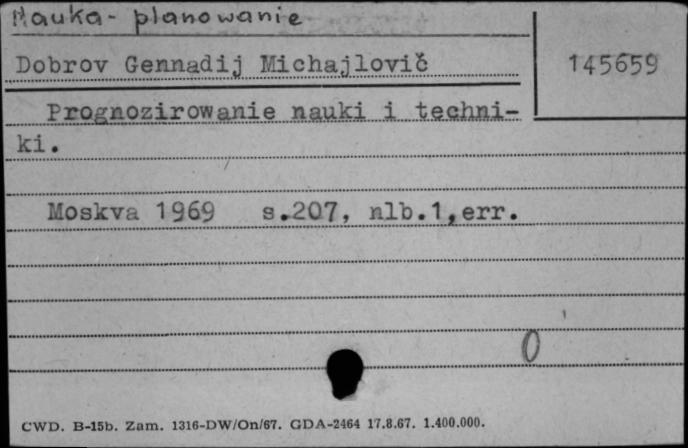 Nauka - planowanie
Dobrov Gennadij Michajlovič
145659
Prognozirowanie nauki i techni-
ki.
Moskva 1969 s.207, nlb.1,err.
0
CWD. B-15b. Zam. 1316-DW/On/67. GDA-2464 17.8.67. 1.400.000.